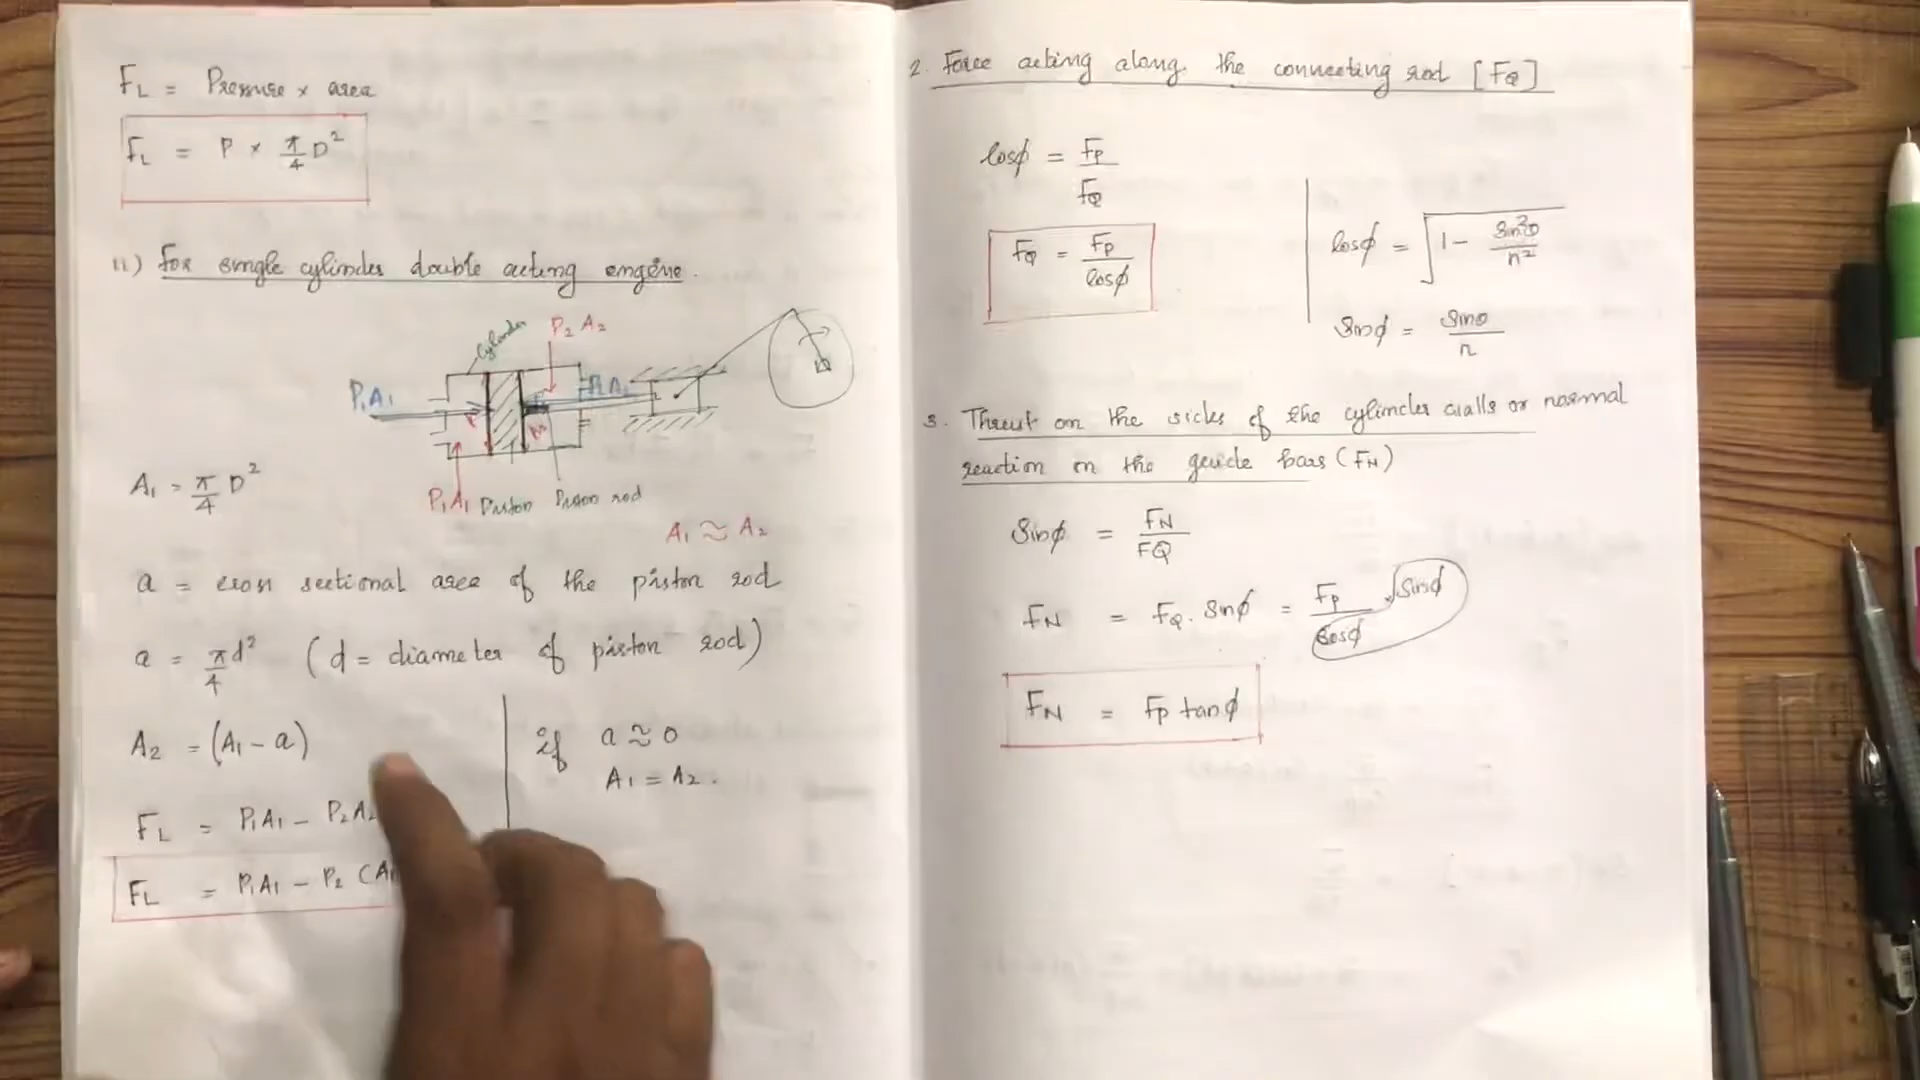 FL = Pressure × area
FL = P × π/4 D²
ii) For single cylinder double acting engine.
Cylinder
P2 A2
P1A1
P1A1 Piston Piston rod
A1 = π/4 D²
A1 ≈ A2
a = cross sectional area of the piston rod
a = π/4 d² (d = diameter of piston rod)
A2 = (A1 - a)
if a ≈ 0
A1 = A2.
FL = P1A1 - P2A2
FL = P1A1 - P2 (A1
2. Force acting along the connecting rod [FQ]
cosφ = FP/FQ
FQ = FP/cosφ
cosφ = √(1 - sin²θ/n²)
sinφ = sinθ/n
3. Thrust on the sides of the cylinder walls or normal
reaction on the guide bars (FN)
sinφ = FN/FQ
FN = FQ. sinφ = FP/cosφ × sinφ
FN = FP tanφ